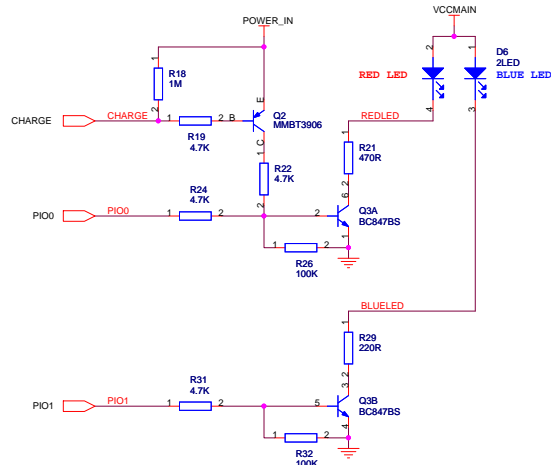 VCCMAIN
POWER_IN
2
1
D6
2LED
RED LED
BLUE LED
1
R18
1M
2
4
3
E
Q2
MMBT3906
CHARGE
CHARGE
1
2
B
REDLED
R19
4.7K
C
1
1
R21
470R
2
R22
4.7K
2
6
R24
4.7K
PIO0
PIO0
1
2
2
Q3A
BC847BS
1
1
2
R26
100K
BLUELED
1
R29
220R
2
R31
4.7K
3
PIO1
PIO1
1
2
5
Q3B
BC847BS
4
1
2
R32
100K